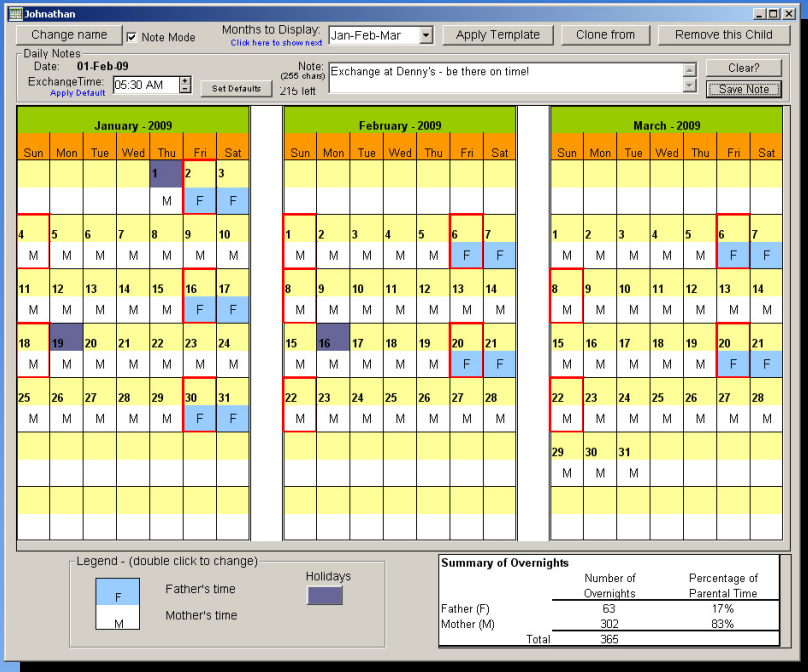 Johnathan
Change name Note Mode Months to Display: Jan-Feb-Mar Apply Template Clone from Remove this Child
Click here to show next
Daily Notes
Date: 01-Feb-09 Note: Exchange at Denny's - be there on time! Clear?
(255 chars)
ExchangeTime: 05:30 AM Set Defaults 215 left Save Note
Apply Default
January - 2009 February - 2009 March - 2009
Sun Mon Tue Wed Thu Fri Sat Sun Mon Tue Wed Thu Fri Sat Sun Mon Tue Wed Thu Fri Sat
1 2 3
M F F
4 5 6 7 8 9 10 1 2 3 4 5 6 7 1 2 3 4 5 6 7
M M M M M M M M M M M M F F M M M M M F F
11 12 13 14 15 16 17 8 9 10 11 12 13 14 8 9 10 11 12 13 14
M M M M M F F M M M M M M M M M M M M M M
18 19 20 21 22 23 24 15 16 17 18 19 20 21 15 16 17 18 19 20 21
M M M M M M M M M M M M F F M M M M M F F
25 26 27 28 29 30 31 22 23 24 25 26 27 28 22 23 24 25 26 27 28
M M M M M F F M M M M M M M M M M M M M M
29 30 31
M M M
Legend - (double click to change)
F Father's time Holidays
M Mother's time
Summary of Overnights
Number of Percentage of
Overnights Parental Time
Father (F) 63 17%
Mother (M) 302 83%
Total 365